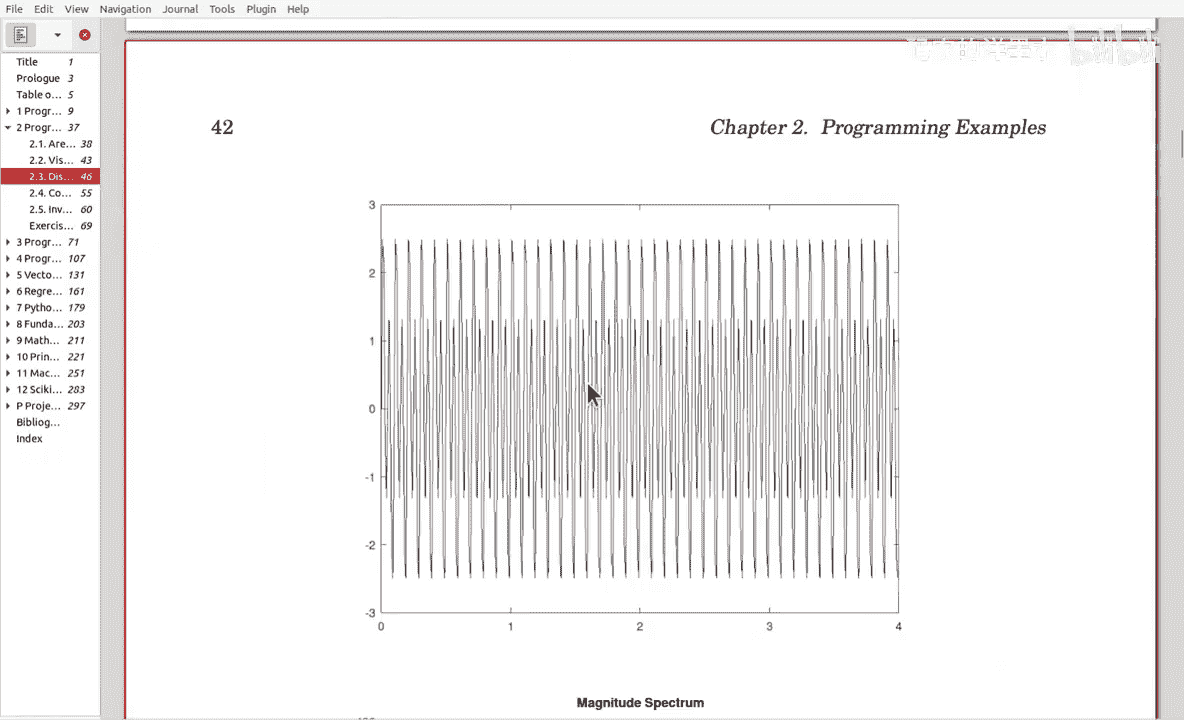 File Edit View Navigation Journal Tools Plugin Help
Title 1
Prologue 3
Table o... 5
1 Progr... 9
2 Progr... 37
2.1. Are... 38
2.2. Vis... 43
2.3. Dis... 46
2.4. Co... 55
2.5. Inv... 60
Exercis... 69
3 Progr... 71
4 Progr... 107
5 Vecto... 131
6 Regre... 161
7 Pytho... 179
8 Funda... 203
9 Math... 211
10 Prin... 221
11 Mac... 251
12 Sciki... 283
P Proje... 297
Bibliog...
Index
bilibili
42 Chapter 2. Programming Examples
3
2
1
0
-1
-2
-3
0 1 2 3 4
Magnitude Spectrum